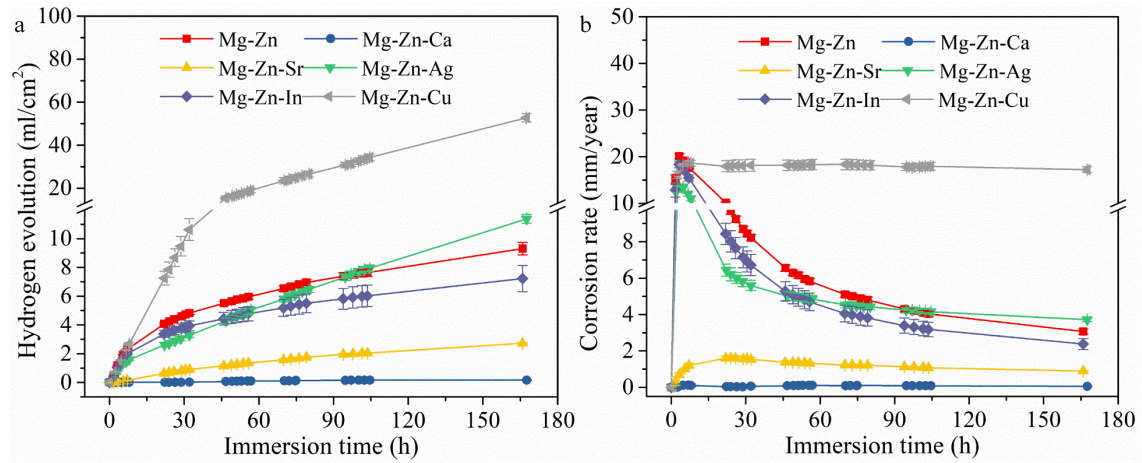 a
100
80
60
40
20
10
8
6
4
2
0
Hydrogen evolution (ml/cm²)
Mg-Zn Mg-Zn-Ca
Mg-Zn-Sr Mg-Zn-Ag
Mg-Zn-In Mg-Zn-Cu
0 30 60 90 120 150 180
Immersion time (h)
b
50
40
30
20
10
8
6
4
2
0
Corrosion rate (mm/year)
Mg-Zn Mg-Zn-Ca
Mg-Zn-Sr Mg-Zn-Ag
Mg-Zn-In Mg-Zn-Cu
0 30 60 90 120 150 180
Immersion time (h)